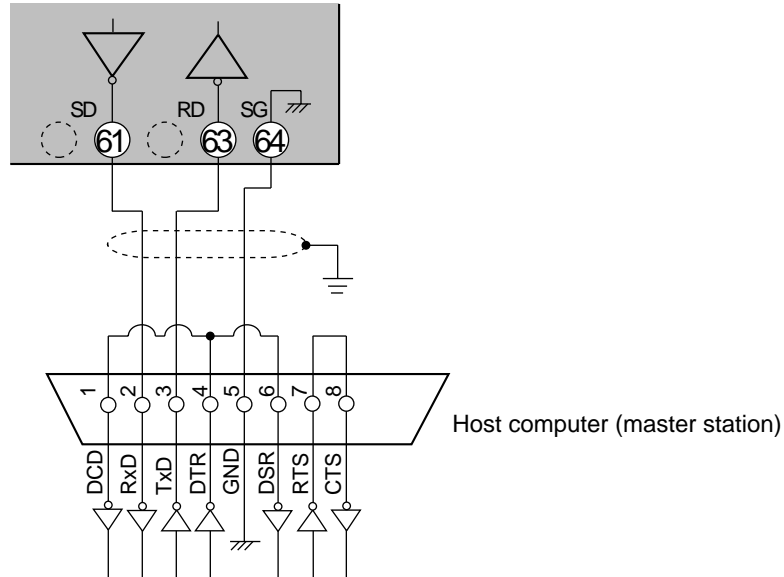 SD RD SG
61 63 64
1 2 3 4 5 6 7 8
Host computer (master station)
DCD RxD TxD DTR GND DSR RTS CTS